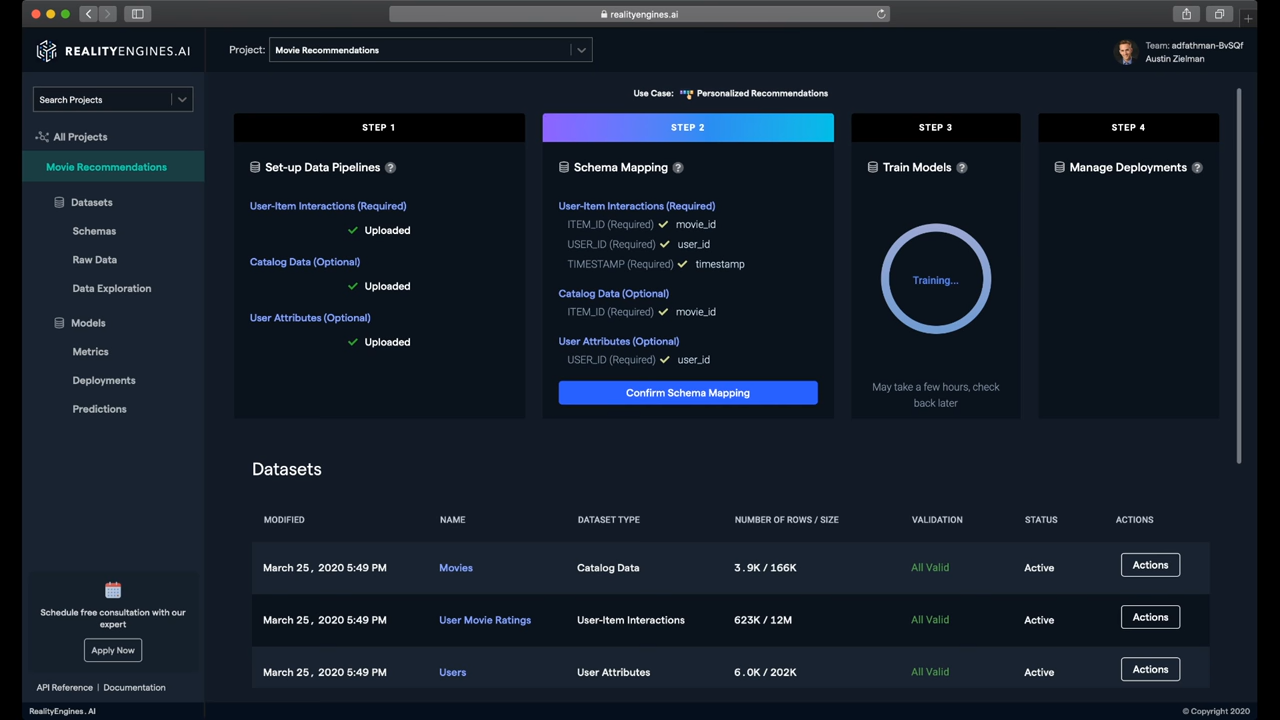 realityengines.ai
REALITYENGINES.AI
Project:
Movie Recommendations
Team: adfathman-BvSQf
Austin Zielman
Search Projects
All Projects
Movie Recommendations
Datasets
Schemas
Raw Data
Data Exploration
Models
Metrics
Deployments
Predictions
Schedule free consultation with our
expert
Apply Now
API Reference | Documentation
Use Case: Personalized Recommendations
STEP 1
Set-up Data Pipelines ?
User-Item Interactions (Required)
Uploaded
Catalog Data (Optional)
Uploaded
User Attributes (Optional)
Uploaded
STEP 2
Schema Mapping ?
User-Item Interactions (Required)
ITEM_ID (Required) movie_id
USER_ID (Required) user_id
TIMESTAMP (Required) timestamp
Catalog Data (Optional)
ITEM_ID (Required) movie_id
User Attributes (Optional)
USER_ID (Required) user_id
Confirm Schema Mapping
STEP 3
Train Models ?
Training...
May take a few hours, check
back later
STEP 4
Manage Deployments ?
Datasets
MODIFIED NAME DATASET TYPE NUMBER OF ROWS / SIZE VALIDATION STATUS ACTIONS
March 25, 2020 5:49 PM Movies Catalog Data 3.9K / 166K All Valid Active Actions
March 25, 2020 5:49 PM User Movie Ratings User-Item Interactions 623K / 12M All Valid Active Actions
March 25, 2020 5:49 PM Users User Attributes 6.0K / 202K All Valid Active Actions
RealityEngines.AI
© Copyright 2020